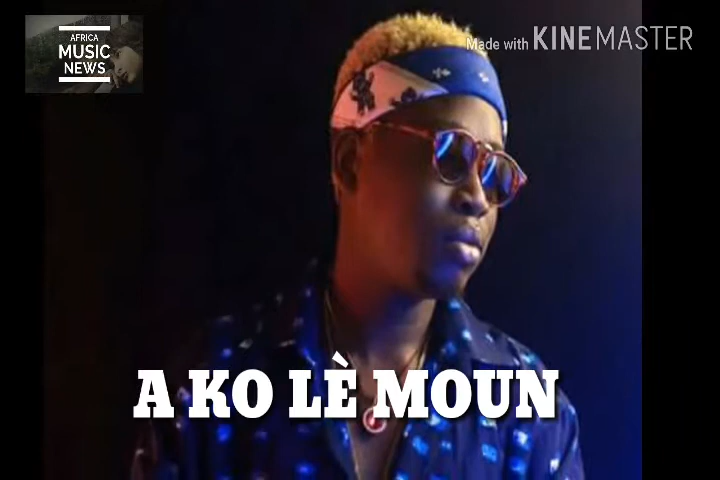 AFRICA
MUSIC
NEWS
Made with KINEMASTER
A KO LÈ MOUN